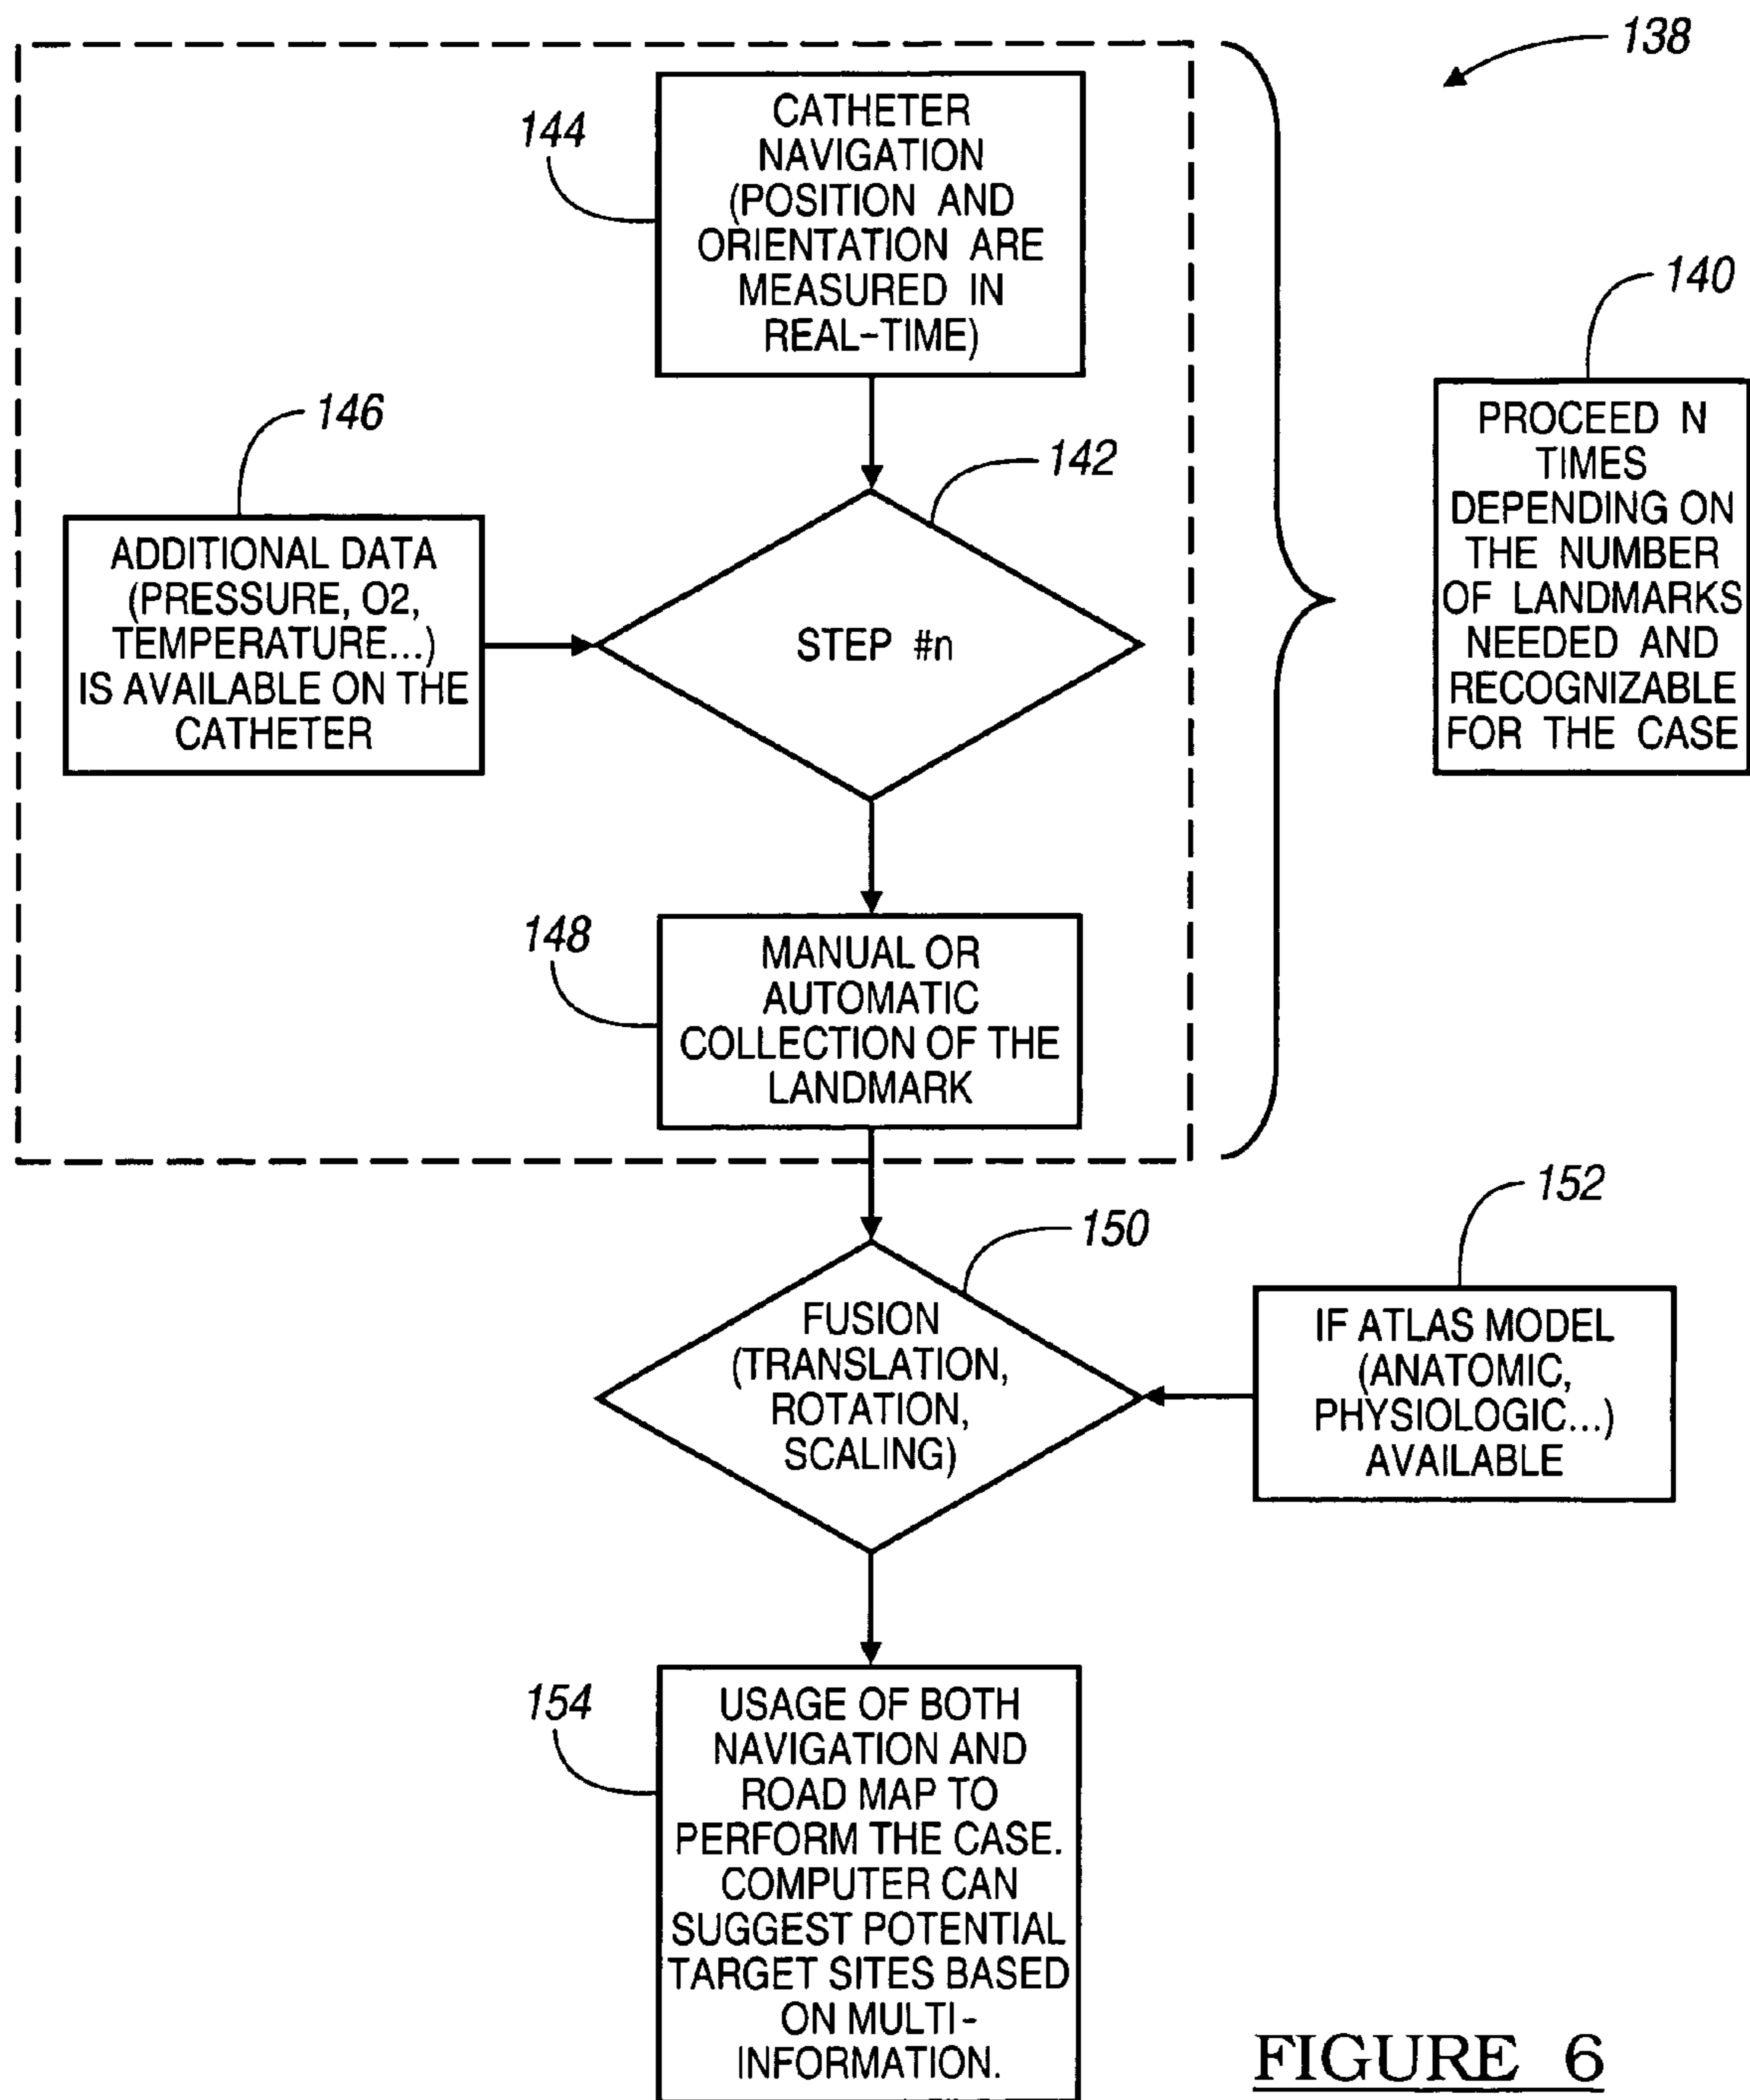 138
144
CATHETER
NAVIGATION
(POSITION AND
ORIENTATION ARE
MEASURED IN
REAL-TIME)
140
PROCEED N
TIMES
DEPENDING ON
THE NUMBER
OF LANDMARKS
NEEDED AND
RECOGNIZABLE
FOR THE CASE
146
ADDITIONAL DATA
(PRESSURE, O2,
TEMPERATURE...)
IS AVAILABLE ON THE
CATHETER
142
STEP #n
148
MANUAL OR
AUTOMATIC
COLLECTION OF THE
LANDMARK
150
FUSION
(TRANSLATION,
ROTATION,
SCALING)
152
IF ATLAS MODEL
(ANATOMIC,
PHYSIOLOGIC...)
AVAILABLE
154
USAGE OF BOTH
NAVIGATION AND
ROAD MAP TO
PERFORM THE CASE.
COMPUTER CAN
SUGGEST POTENTIAL
TARGET SITES BASED
ON MULTI-
INFORMATION.
FIGURE 6